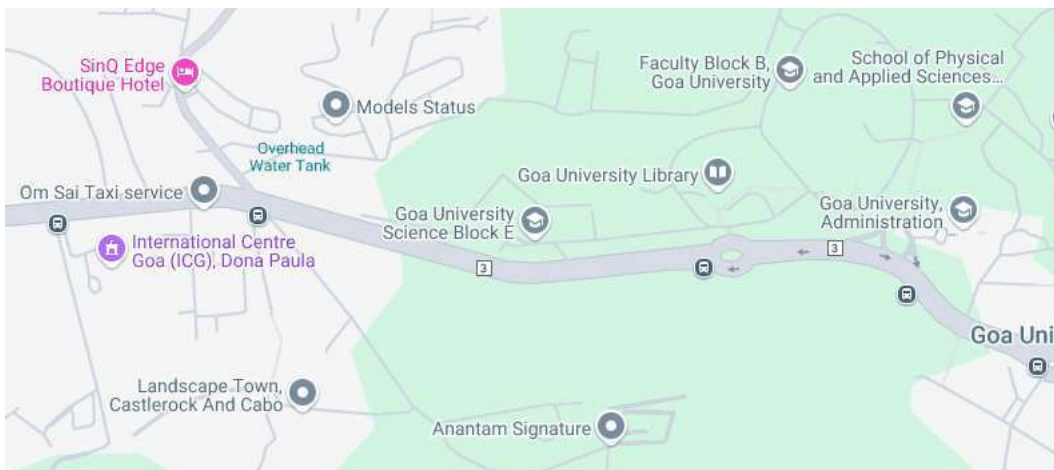 SinQ Edge
Boutique Hotel
Models Status
Faculty Block B,
Goa University
School of Physical
and Applied Sciences...
Overhead
Water Tank
Om Sai Taxi service
Goa University Library
Goa University
Science Block E
Goa University,
Administration
International Centre
Goa (ICG), Dona Paula
3
3
Goa Uni
Landscape Town,
Castlerock And Cabo
Anantam Signature